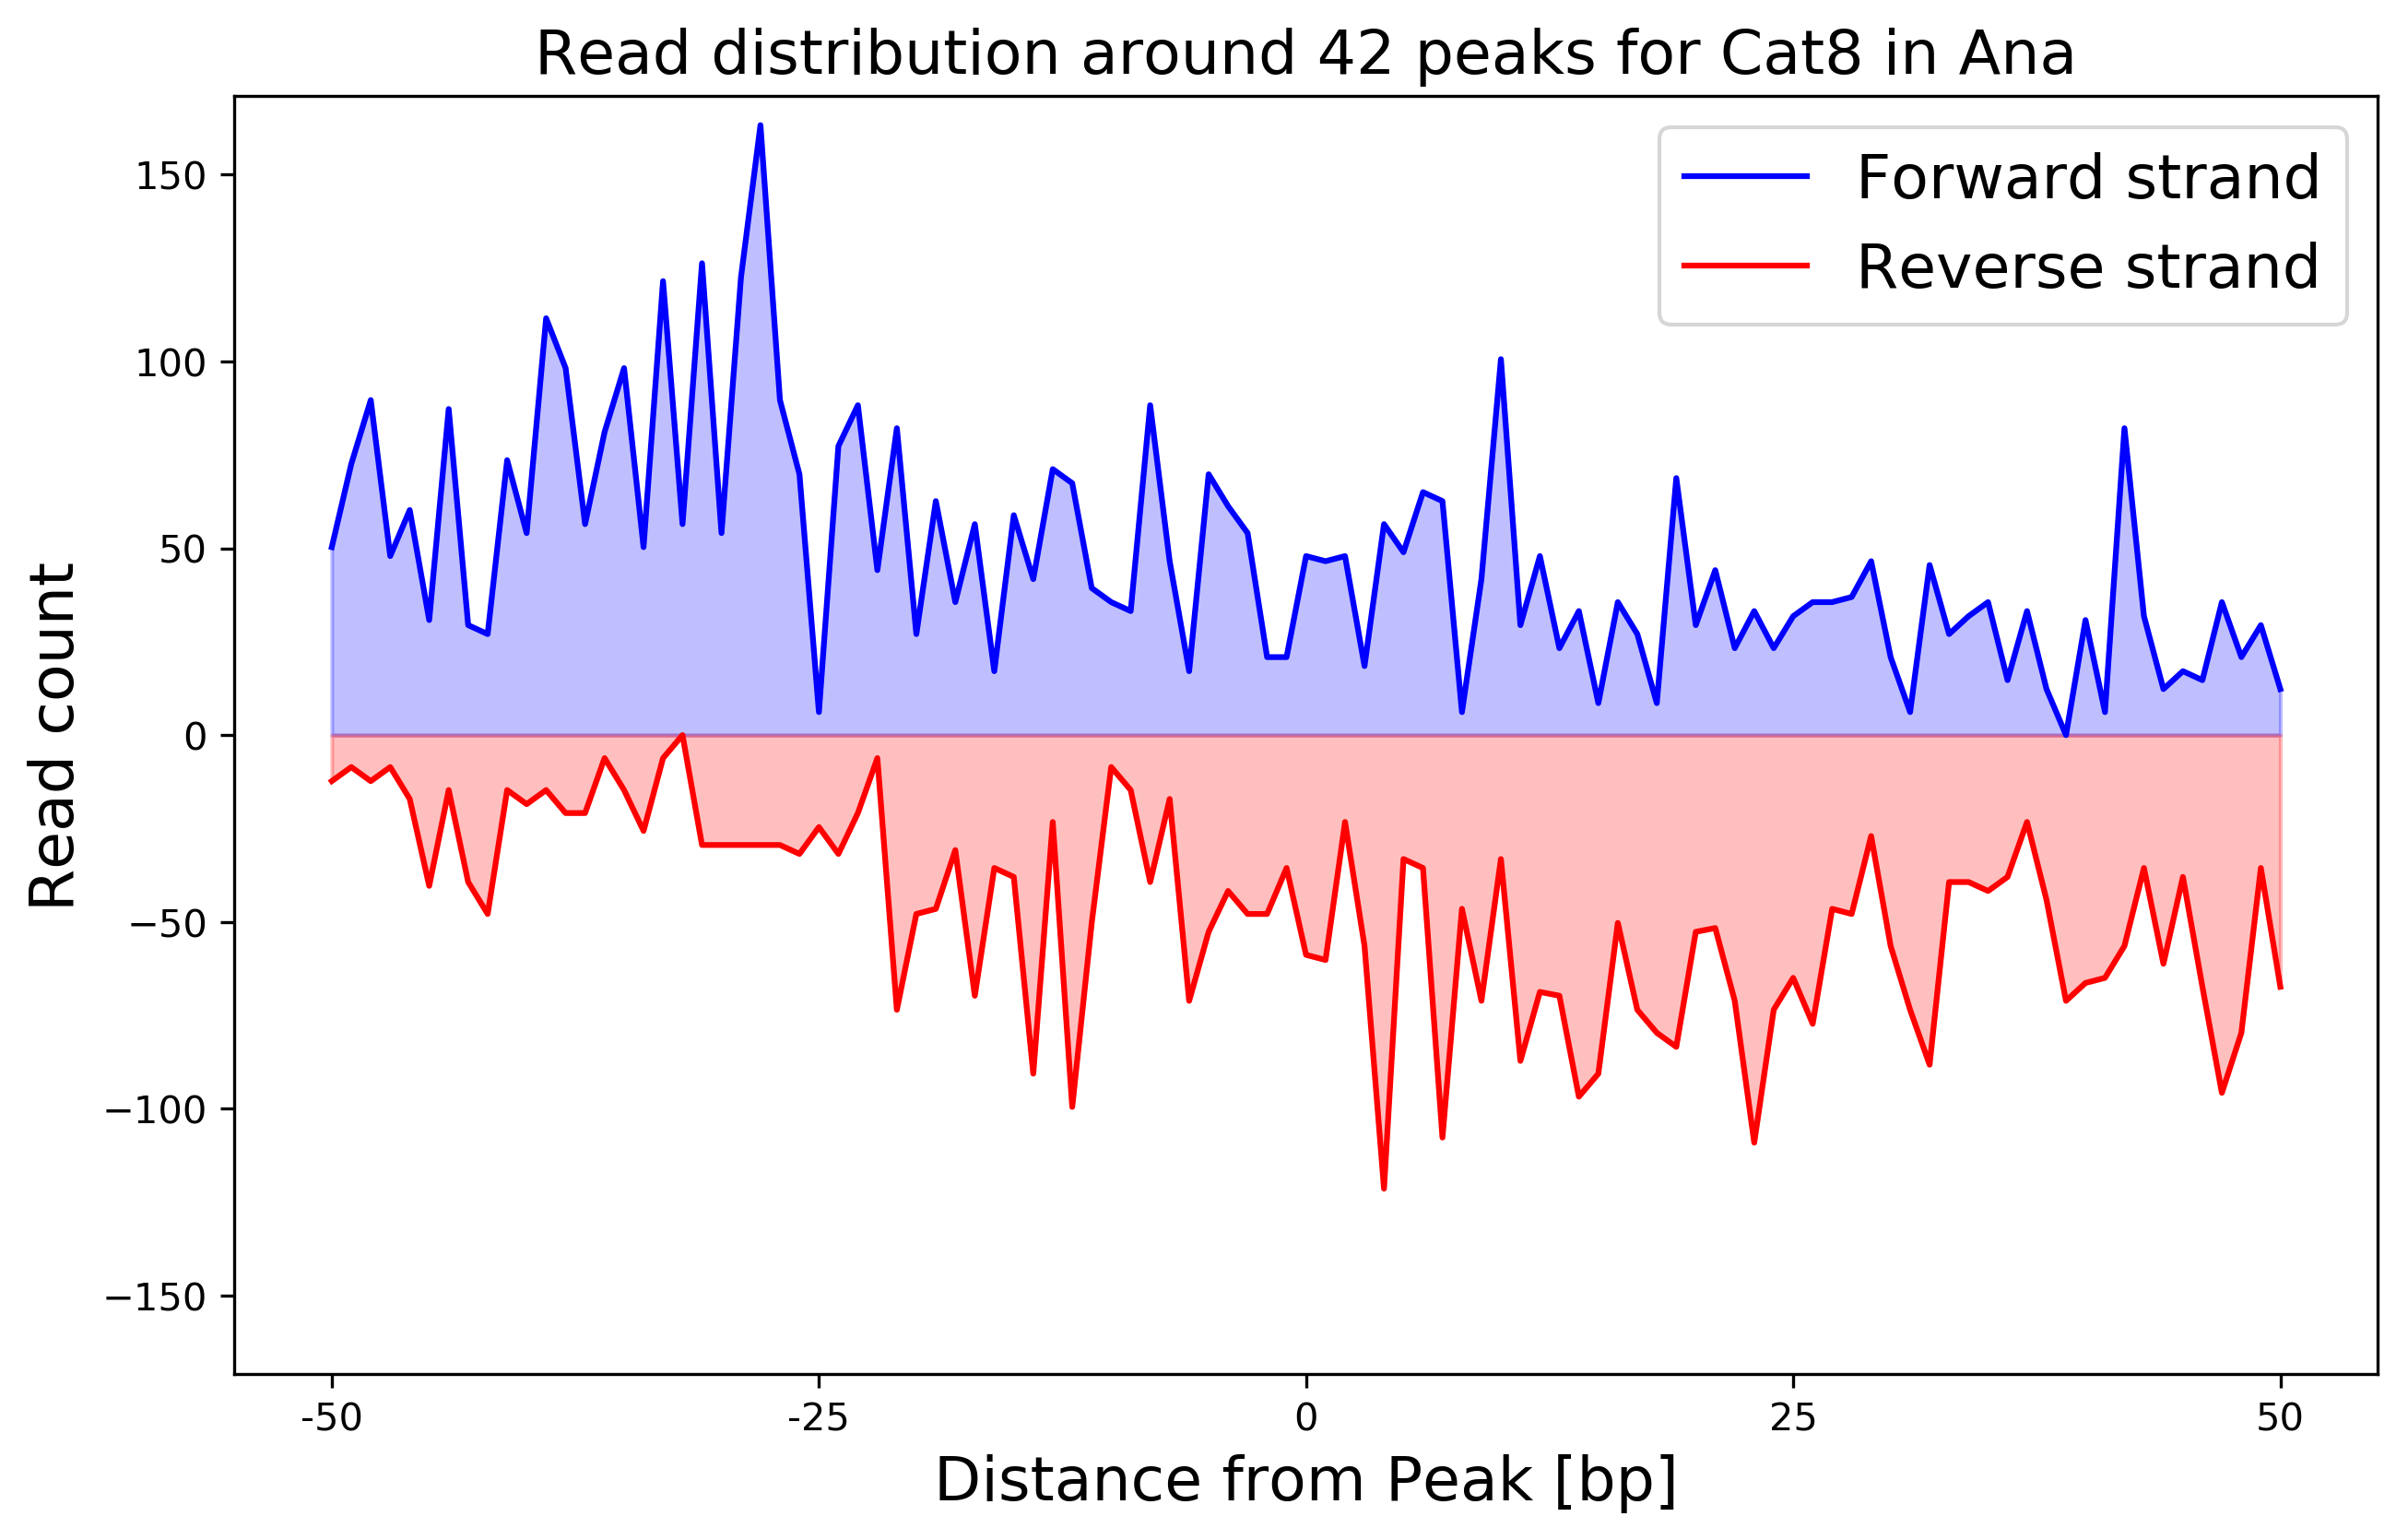 Read distribution around 42 peaks for Cat8 in Ana
Forward strand
Reverse strand
Read count
150
100
50
0
−50
−100
−150
-50
-25
0
25
50
Distance from Peak [bp]